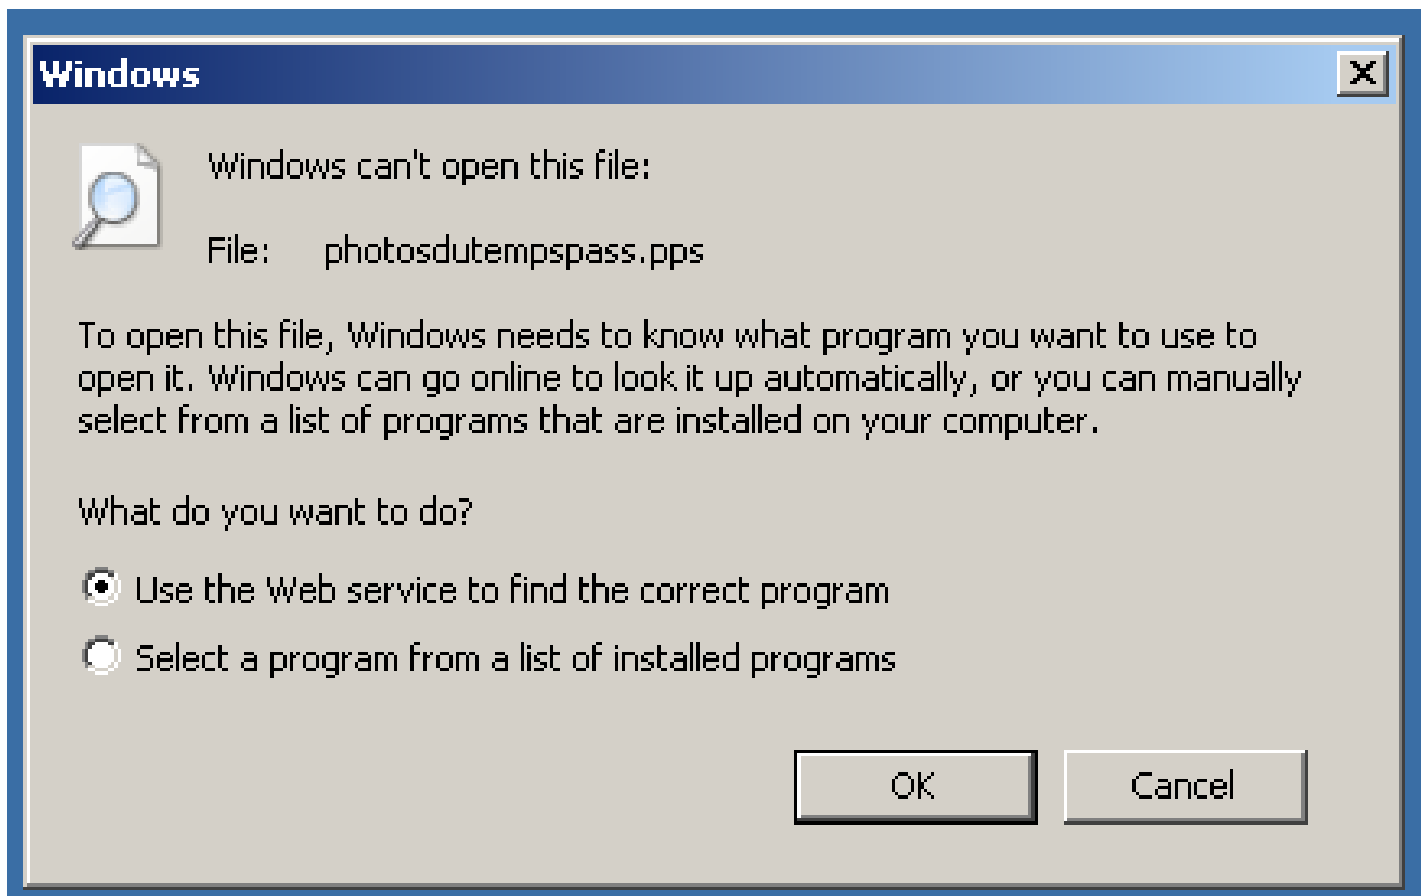 Windows
Windows can't open this file:
File: photosdutempspass.pps
To open this file, Windows needs to know what program you want to use to
open it. Windows can go online to look it up automatically, or you can manually
select from a list of programs that are installed on your computer.
What do you want to do?
Use the Web service to find the correct program
Select a program from a list of installed programs
OK Cancel